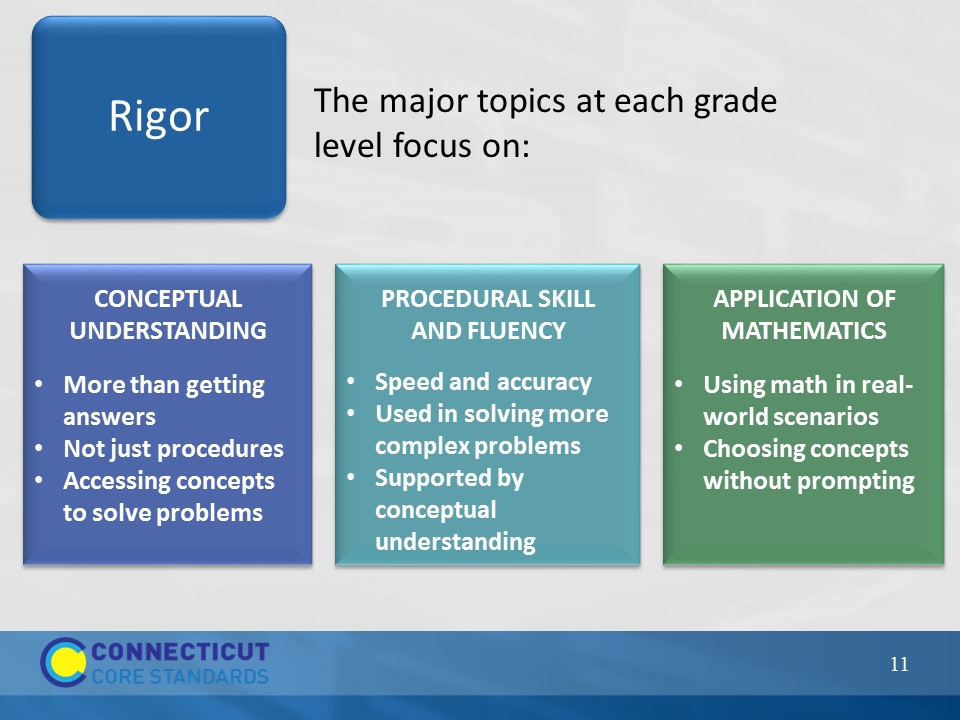 Rigor
The major topics at each grade
level focus on:
CONCEPTUAL
UNDERSTANDING
• More than getting
answers
• Not just procedures
• Accessing concepts
to solve problems
PROCEDURAL SKILL
AND FLUENCY
• Speed and accuracy
• Used in solving more
complex problems
• Supported by
conceptual
understanding
APPLICATION OF
MATHEMATICS
• Using math in real-
world scenarios
• Choosing concepts
without prompting
CONNECTICUT
CORE STANDARDS
11